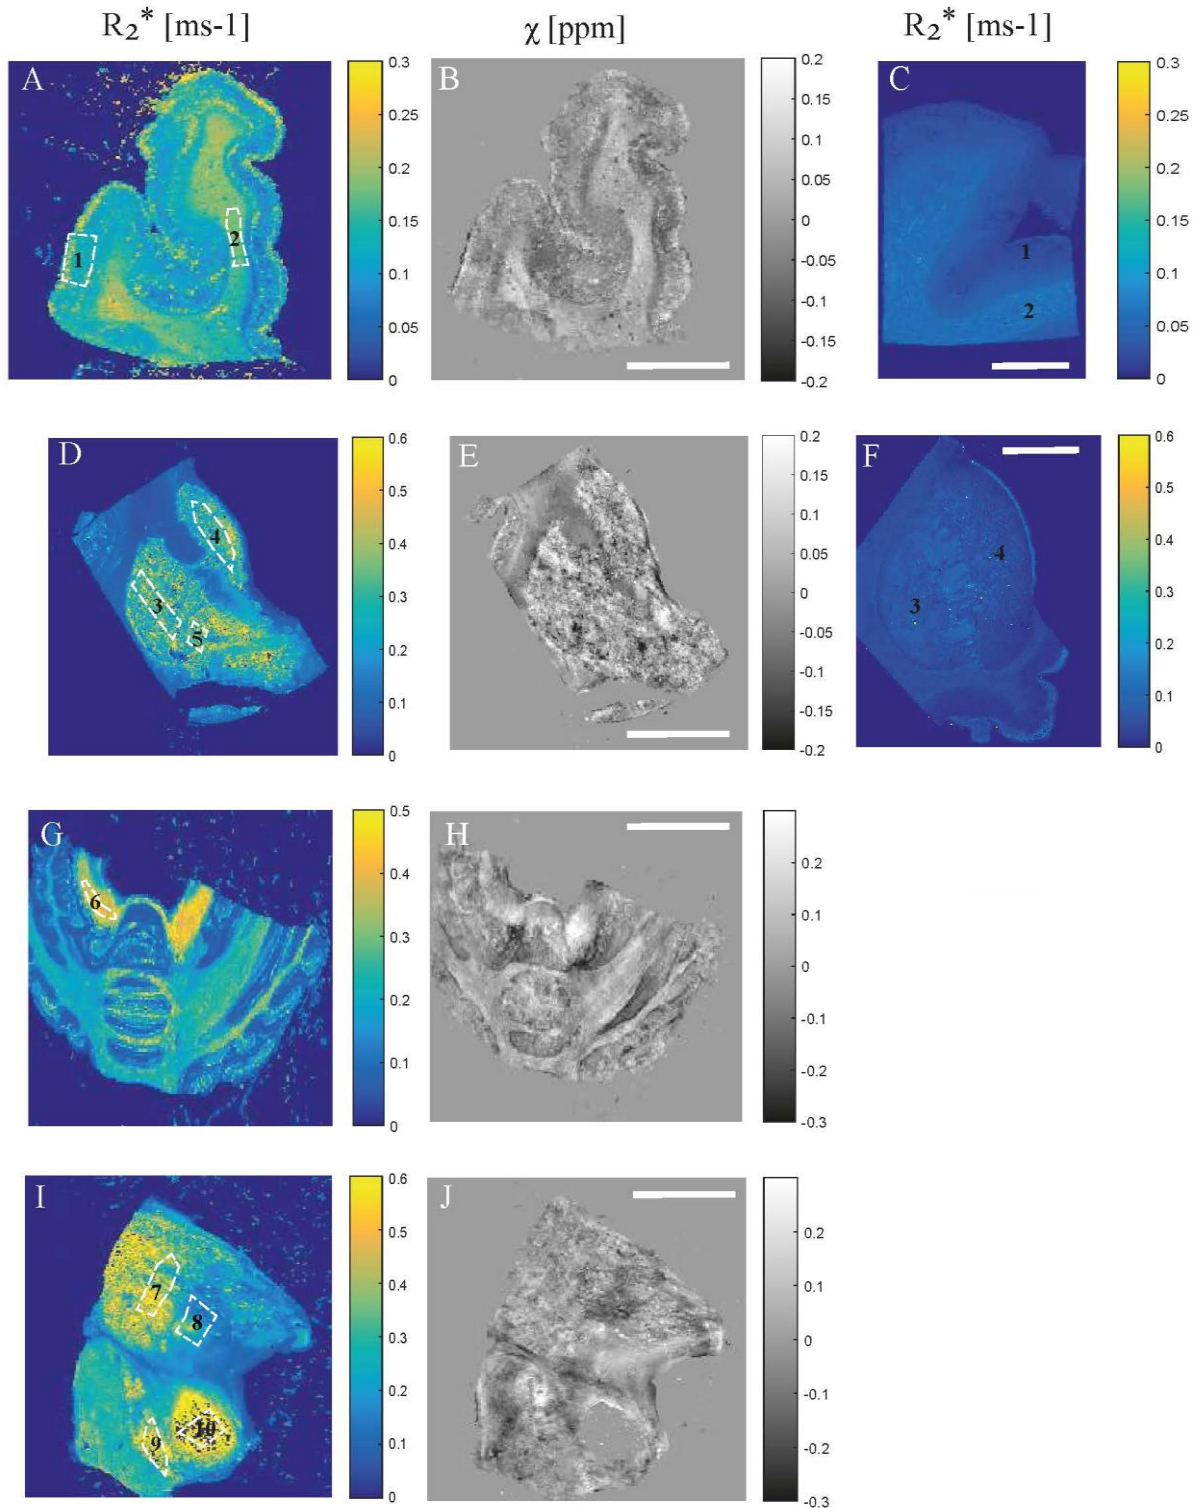 R2* [ms-1] χ [ppm] R2* [ms-1]
A 0.3 0.25 0.2 0.15 0.1 0.05 0 1 2
B 0.2 0.15 0.1 0.05 0 -0.05 -0.1 -0.15 -0.2
C 0.3 0.25 0.2 0.15 0.1 0.05 0 1 2
D 0.6 0.5 0.4 0.3 0.2 0.1 0 4 3 5
E 0.2 0.15 0.1 0.05 0 -0.05 -0.1 -0.15 -0.2
F 0.6 0.5 0.4 0.3 0.2 0.1 0 4 3
G 0.5 0.4 0.3 0.2 0.1 0 6
H 0.2 0.1 0 -0.1 -0.2 -0.3
I 0.6 0.5 0.4 0.3 0.2 0.1 0 7 8 9 10
J 0.2 0.1 0 -0.1 -0.2 -0.3